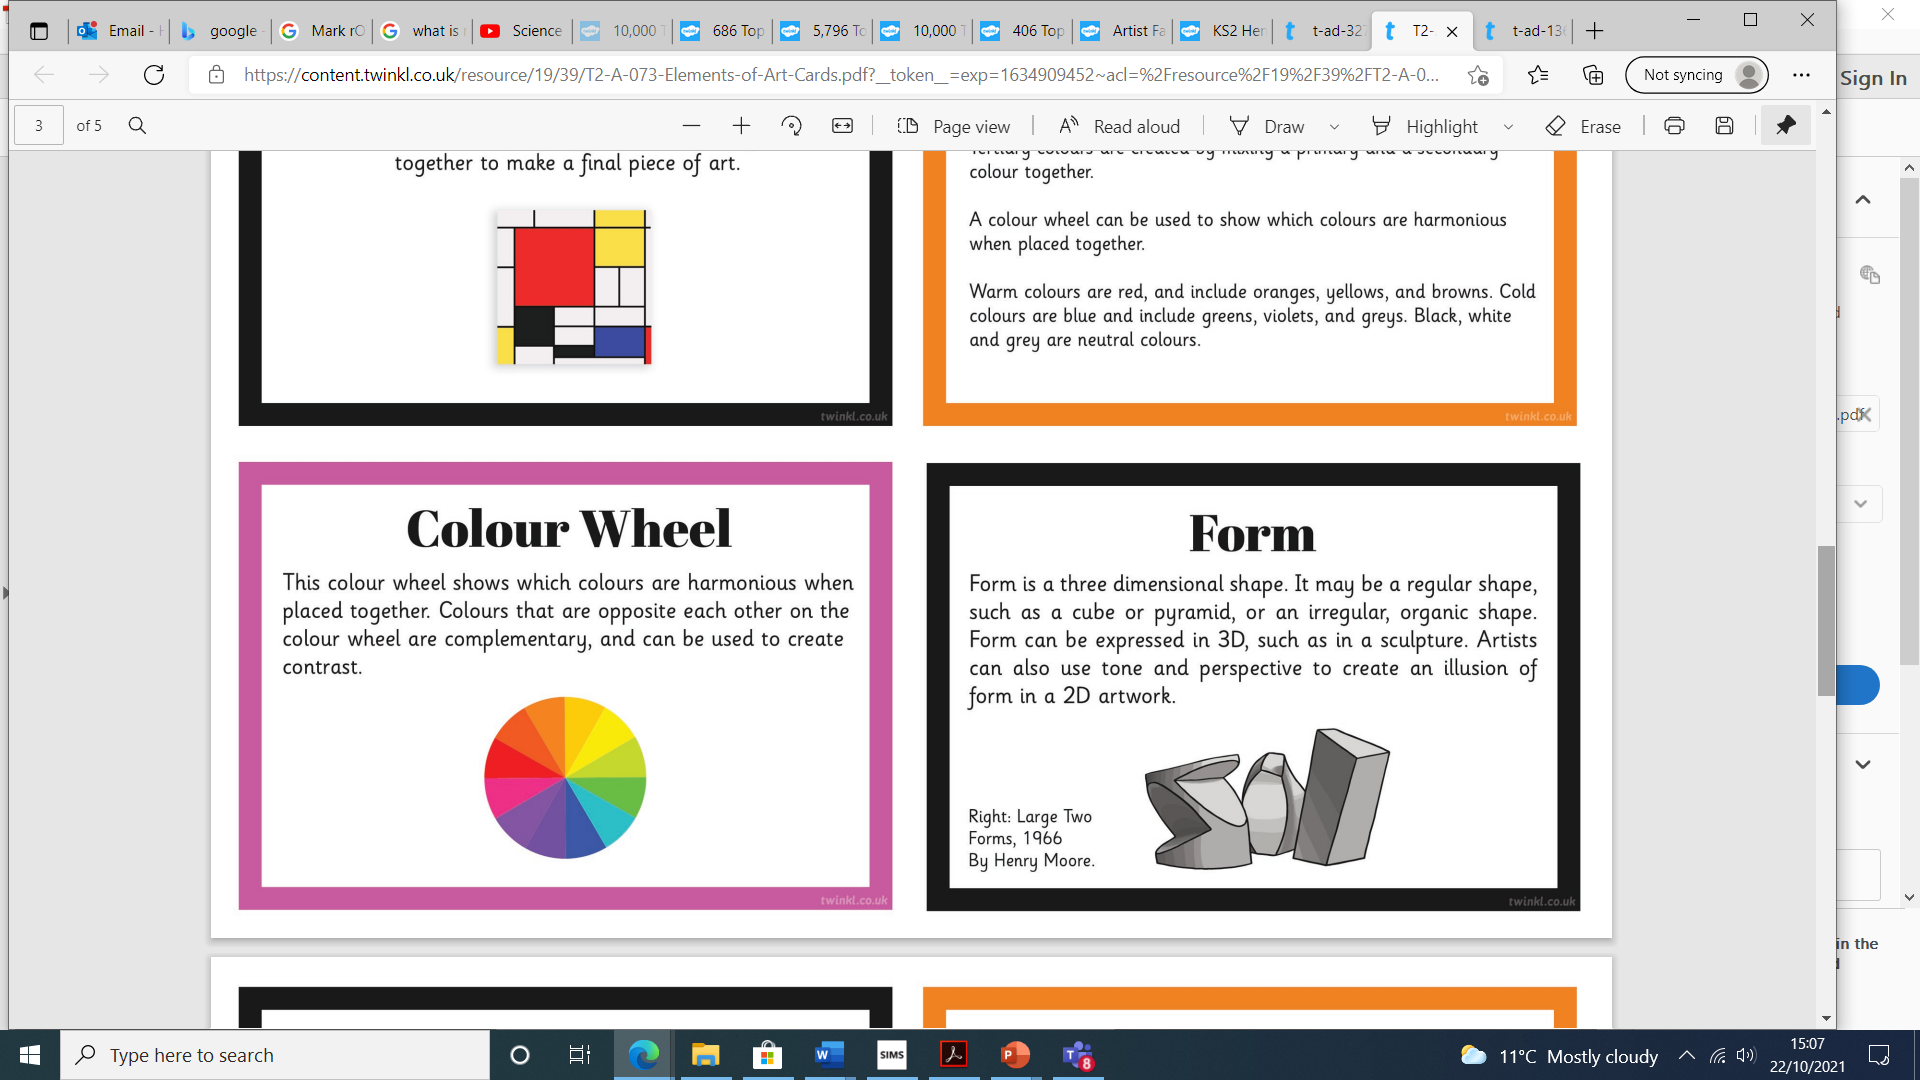 Email - H
google -
Mark rO
what is
Science
10,000 T
686 Top
5,796 To
10,000 T
406 Top
Artist Fa
KS2 Her
t-ad-327
T2-
t-ad-136
https://content.twinkl.co.uk/resource/19/39/T2-A-073-Elements-of-Art-Cards.pdf?__token__=exp=1634909452~acl=%2Fresource%2F19%2F39%2FT2-A-0...
Not syncing
Sign In
3 of 5
Page view
Read aloud
Draw
Highlight
Erase
together to make a final piece of art.
twinkl.co.uk
Tertiary colours are created by mixing a primary and a secondary
colour together.
A colour wheel can be used to show which colours are harmonious
when placed together.
Warm colours are red, and include oranges, yellows, and browns. Cold
colours are blue and include greens, violets, and greys. Black, white
and grey are neutral colours.
twinkl.co.uk
Colour Wheel
This colour wheel shows which colours are harmonious when
placed together. Colours that are opposite each other on the
colour wheel are complementary, and can be used to create
contrast.
twinkl.co.uk
Form
Form is a three dimensional shape. It may be a regular shape,
such as a cube or pyramid, or an irregular, organic shape.
Form can be expressed in 3D, such as in a sculpture. Artists
can also use tone and perspective to create an illusion of
form in a 2D artwork.
Right: Large Two
Forms, 1966
By Henry Moore.
twinkl.co.uk
.pdf
in the
Type here to search
SIMS
8
11°C Mostly cloudy
15:07
22/10/2021